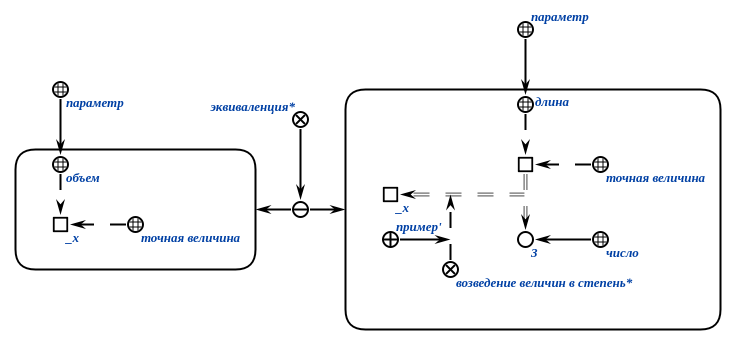 параметр
параметр
эквиваленция*
длина
объем
точная величина
_x
пример'
_x
точная величина
3
число
возведение величин в степень*